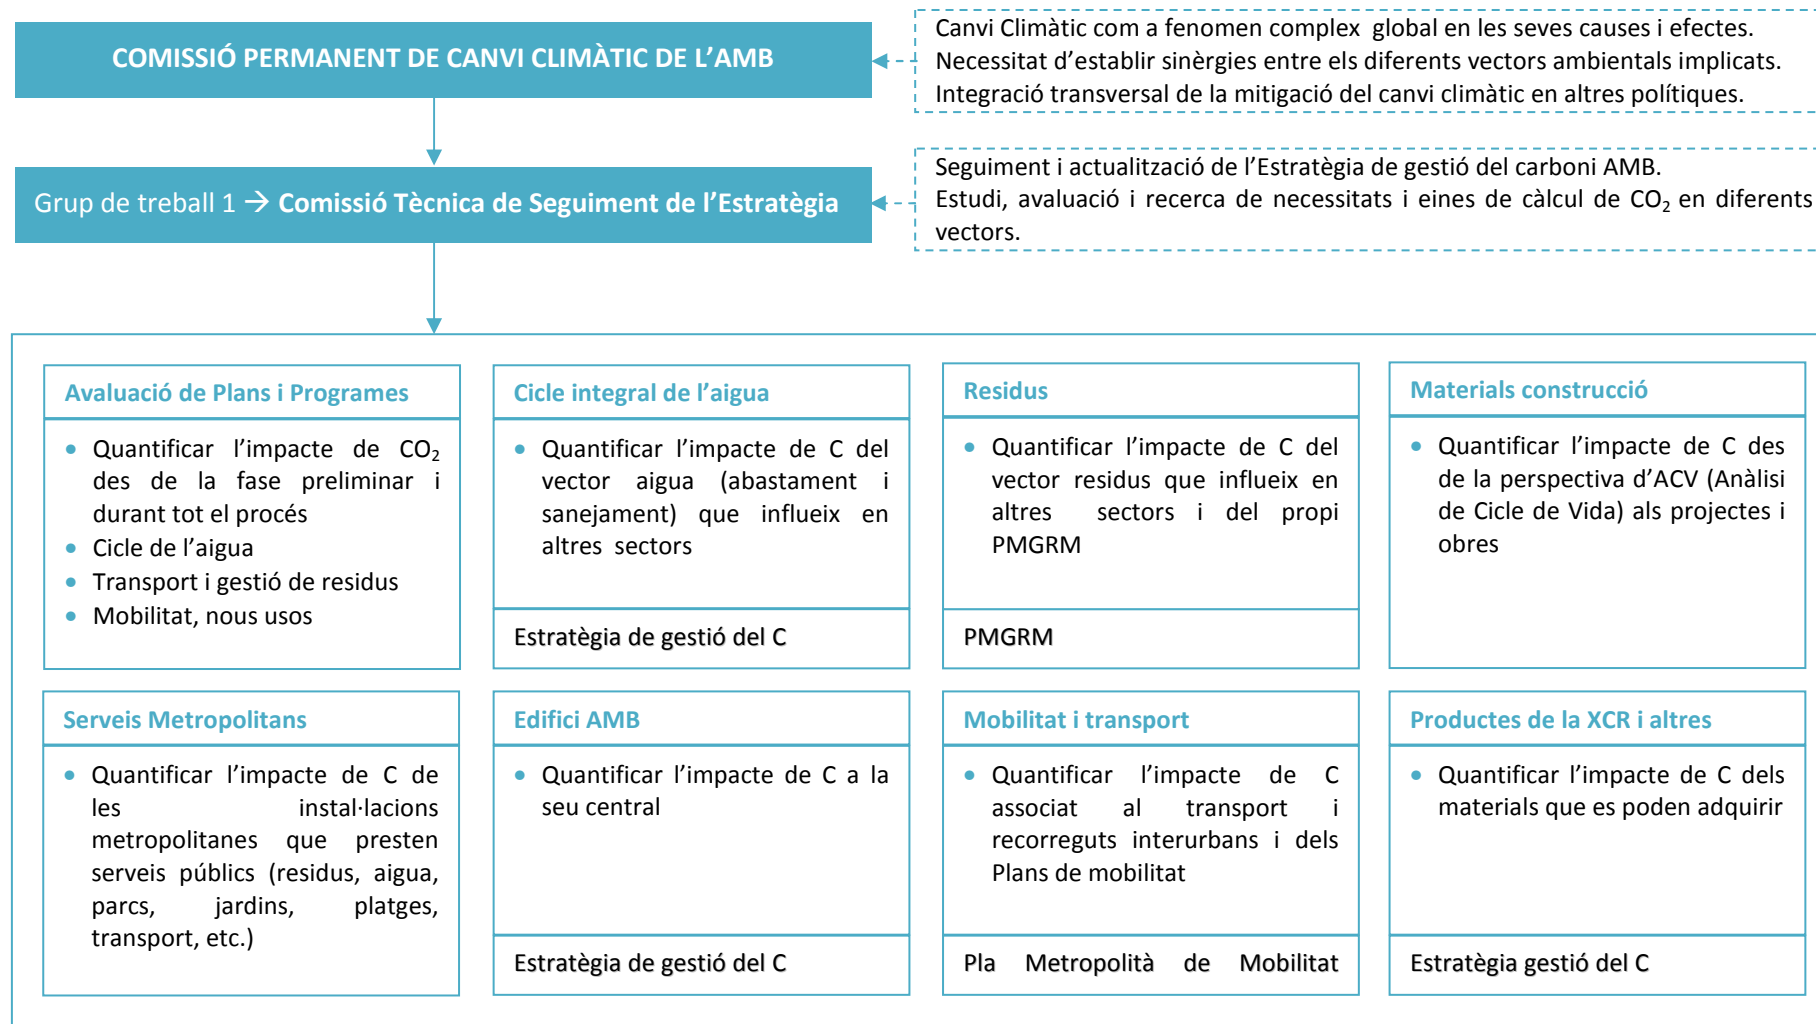 COMISSIÓ PERMANENT DE CANVI CLIMÀTIC DE L’AMB
Canvi Climàtic com a fenomen complex global en les seves causes i efectes.
Necessitat d’establir sinèrgies entre els diferents vectors ambientals implicats.
Integració transversal de la mitigació del canvi climàtic en altres polítiques.
Grup de treball 1 → Comissió Tècnica de Seguiment de l’Estratègia
Seguiment i actualització de l’Estratègia de gestió del carboni AMB.
Estudi, avaluació i recerca de necessitats i eines de càlcul de CO₂ en diferents
vectors.
Avaluació de Plans i Programes
• Quantificar l’impacte de CO₂
des de la fase preliminar i
durant tot el procés
• Cicle de l’aigua
• Transport i gestió de residus
• Mobilitat, nous usos
Cicle integral de l’aigua
• Quantificar l’impacte de C del
vector aigua (abastament i
sanejament) que influeix en
altres sectors
Estratègia de gestió del C
Residus
• Quantificar l’impacte de C del
vector residus que influeix en
altres sectors i del propi
PMGRM
PMGRM
Materials construcció
• Quantificar l’impacte de C des
de la perspectiva d’ACV (Anàlisi
de Cicle de Vida) als projectes i
obres
Serveis Metropolitans
• Quantificar l’impacte de C de
les instal·lacions
metropolitanes que presten
serveis públics (residus, aigua,
parcs, jardins, platges,
transport, etc.)
Edifici AMB
• Quantificar l’impacte de C a la
seu central
Estratègia de gestió del C
Mobilitat i transport
• Quantificar l’impacte de C
associat al transport i
recorreguts interurbans i dels
Plans de mobilitat
Pla Metropolità de Mobilitat
Productes de la XCR i altres
• Quantificar l’impacte de C dels
materials que es poden adquirir
Estratègia gestió del C